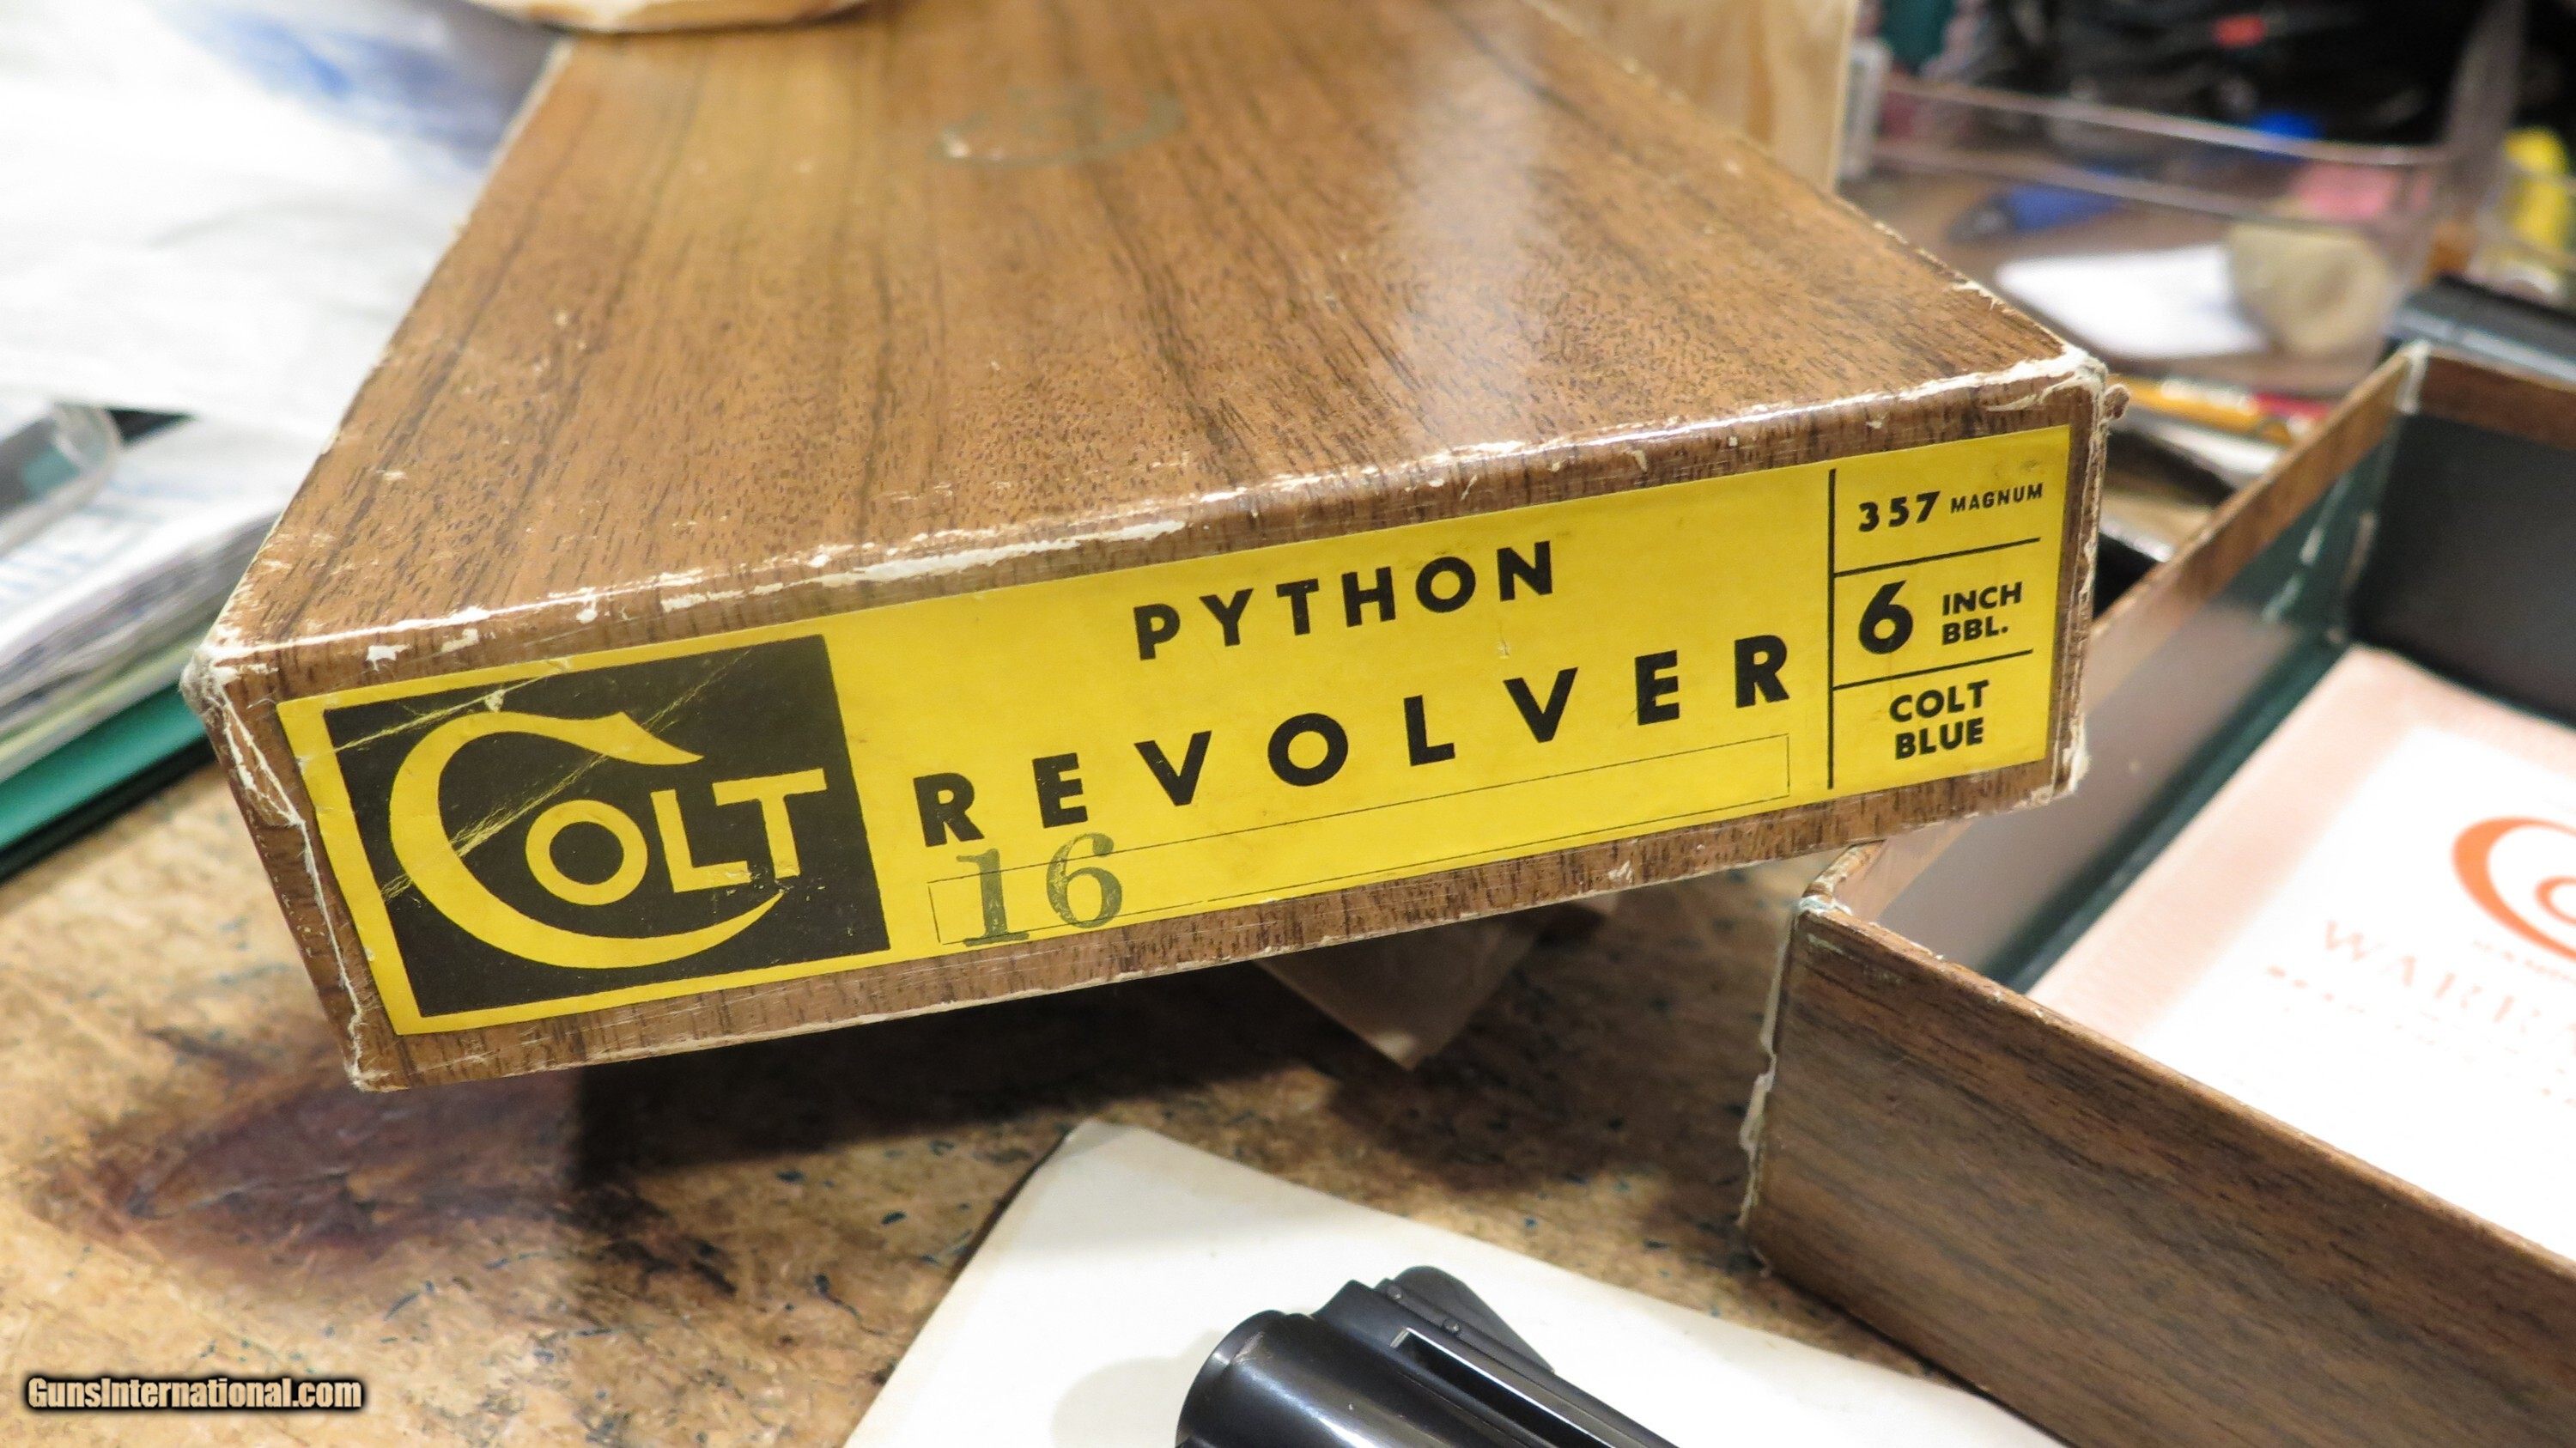 COLT
PYTHON
REVOLVER
16
357 MAGNUM
6 INCH
BBL.
COLT
BLUE
GunsInternational.com